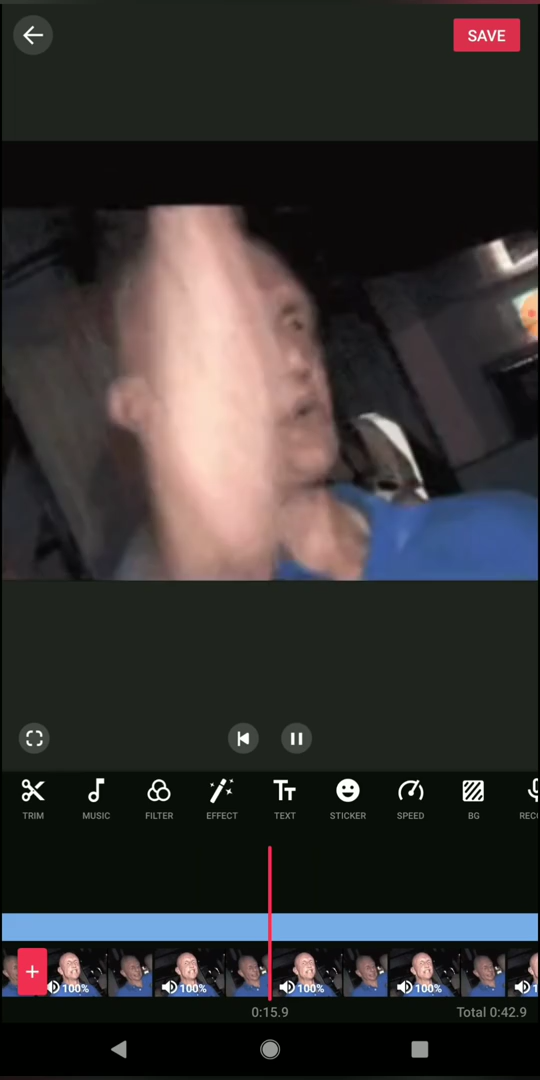 SAVE
TRIM MUSIC FILTER EFFECT TEXT STICKER SPEED BG
100% 100% 100% 100%
0:15.9 Total 0:42.9